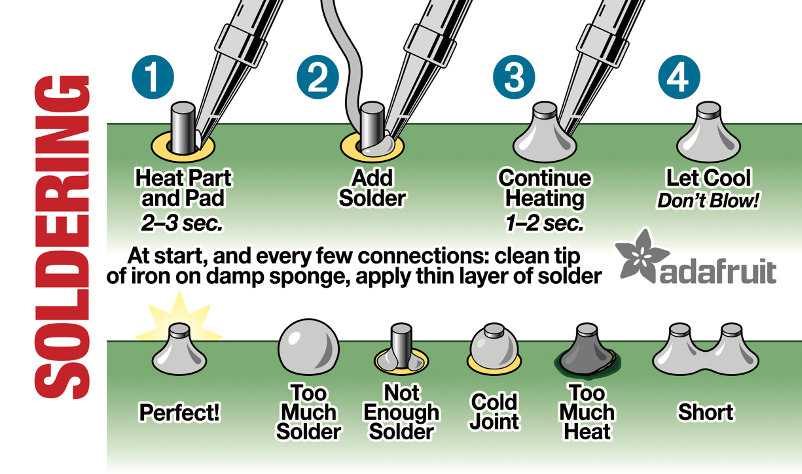 SOLDERING
1
Heat Part
and Pad
2–3 sec.
2
Add
Solder
3
Continue
Heating
1–2 sec.
4
Let Cool
Don't Blow!
At start, and every few connections: clean tip
of iron on damp sponge, apply thin layer of solder
adafruit
Perfect!
Too
Much
Solder
Not
Enough
Solder
Cold
Joint
Too
Much
Heat
Short